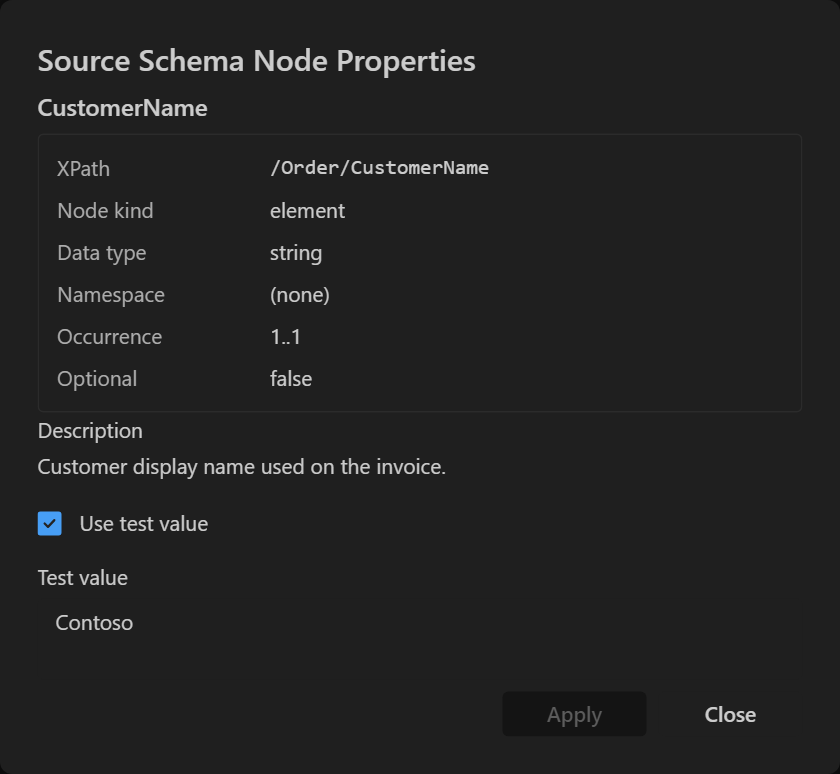 Source Schema Node Properties
CustomerName
XPath /Order/CustomerName
Node kind element
Data type string
Namespace (none)
Occurrence 1..1
Optional false
Description
Customer display name used on the invoice.
Use test value
Test value
Contoso
Apply Close